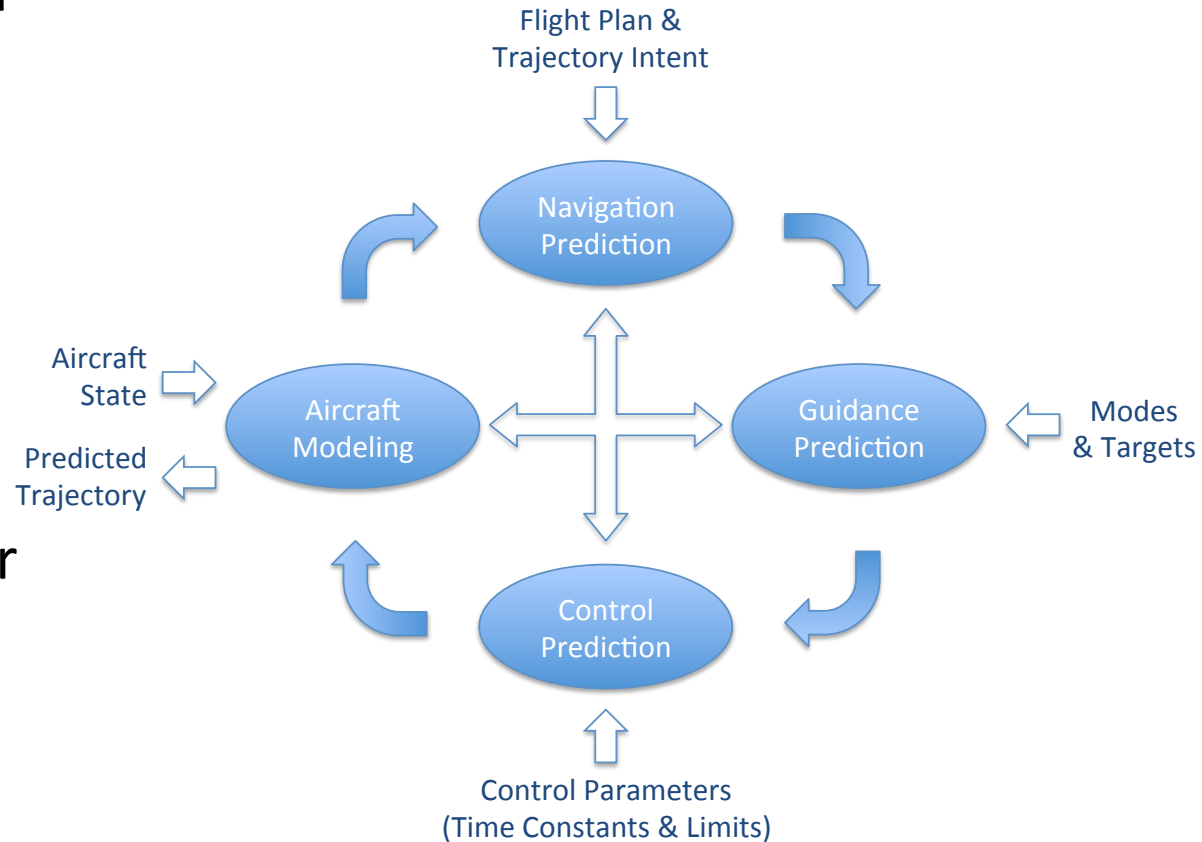 Flight Plan &
Trajectory Intent
Navigation
Prediction
Aircraft
State
Aircraft
Modeling
Guidance
Prediction
Modes
& Targets
Predicted
Trajectory
r
Control
Prediction
Control Parameters
(Time Constants & Limits)